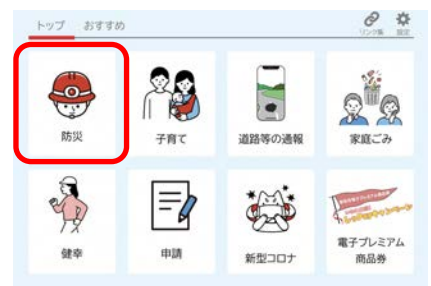 トップ おすすめ
リンク集 設定
防災
子育て
道路等の通報
家庭ごみ
健幸
申請
新型コロナ
電子プレミアム
商品券